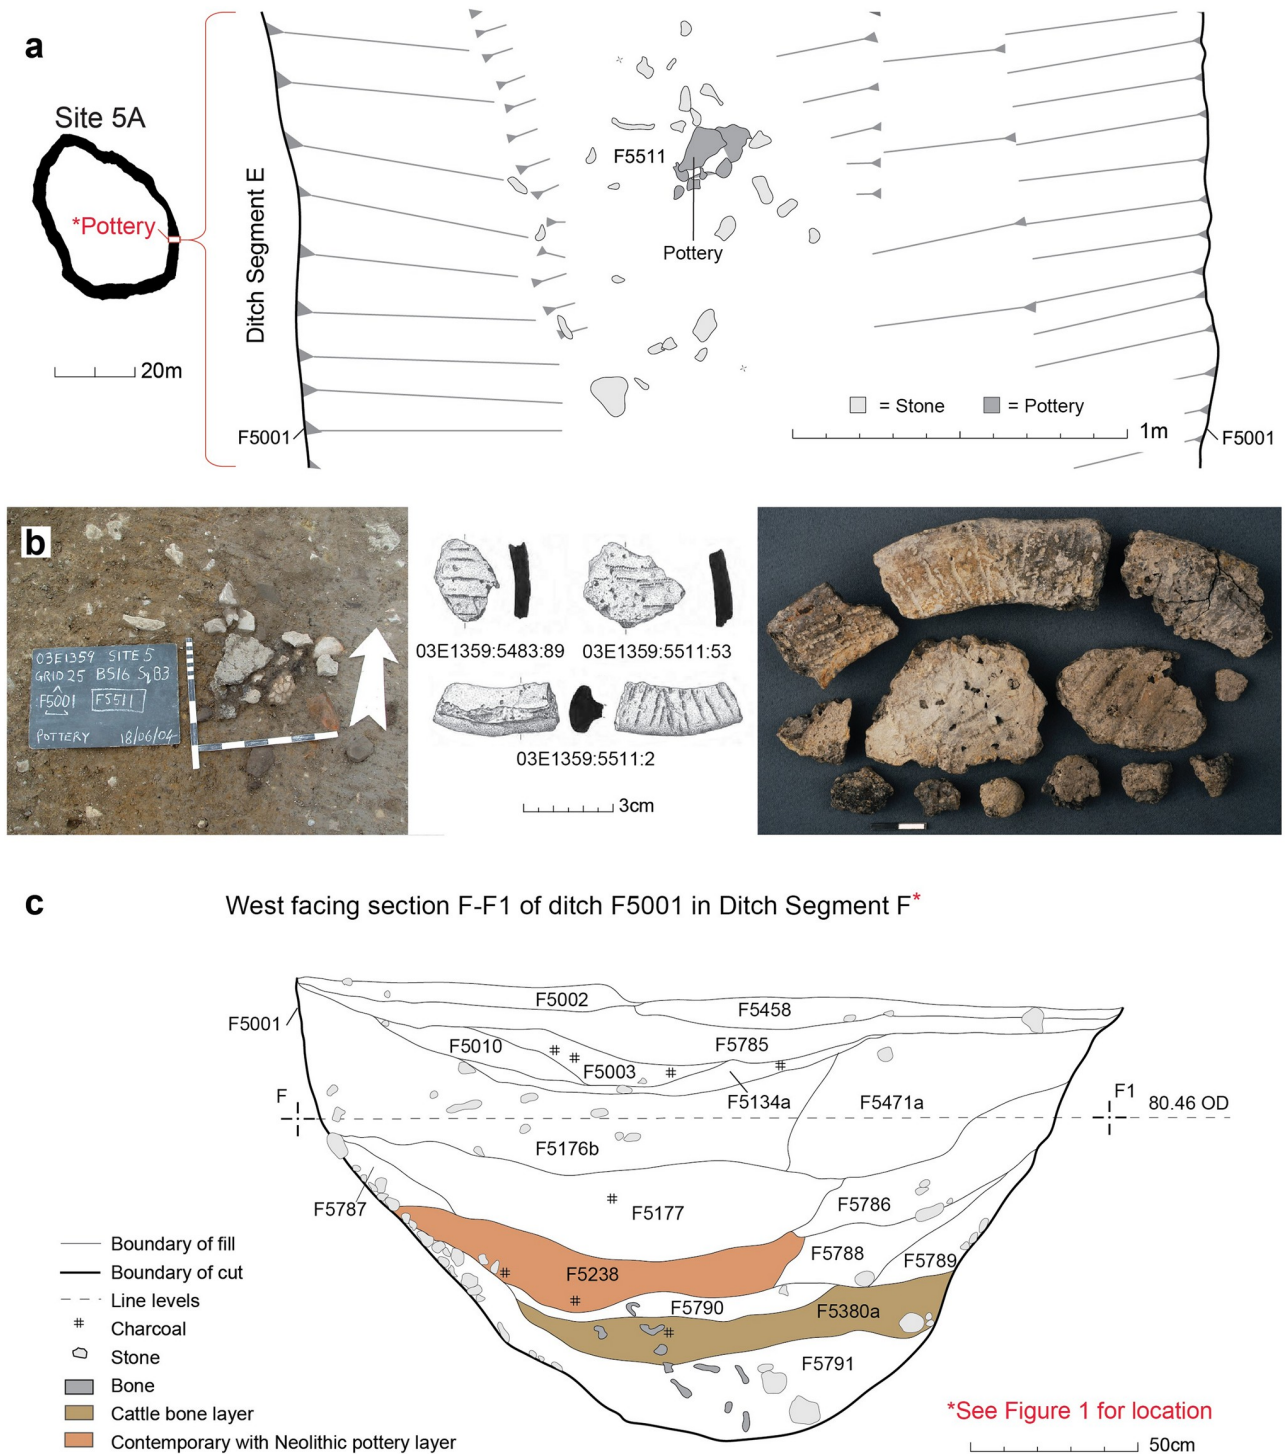 a
Site 5A
*Pottery
20m
Ditch Segment E
F5511
Pottery
= Stone
= Pottery
F5001
1m
F5001
b
03E1359 SITE 5
GRID 25 BS16 Sq B3
F5001 F5511
POTTERY 18/06/04
03E1359:5483:89
03E1359:5511:53
03E1359:5511:2
3cm
c
West facing section F-F1 of ditch F5001 in Ditch Segment F*
F5001
F5002
F5458
F5010
F5785
F5003
F5134a
F5471a
F
F1
80.46 OD
F5176b
F5787
F5177
F5786
F5788
F5789
F5238
F5790
F5380a
F5791
Boundary of fill
Boundary of cut
Line levels
# Charcoal
Stone
Bone
Cattle bone layer
Contemporary with Neolithic pottery layer
*See Figure 1 for location
50cm